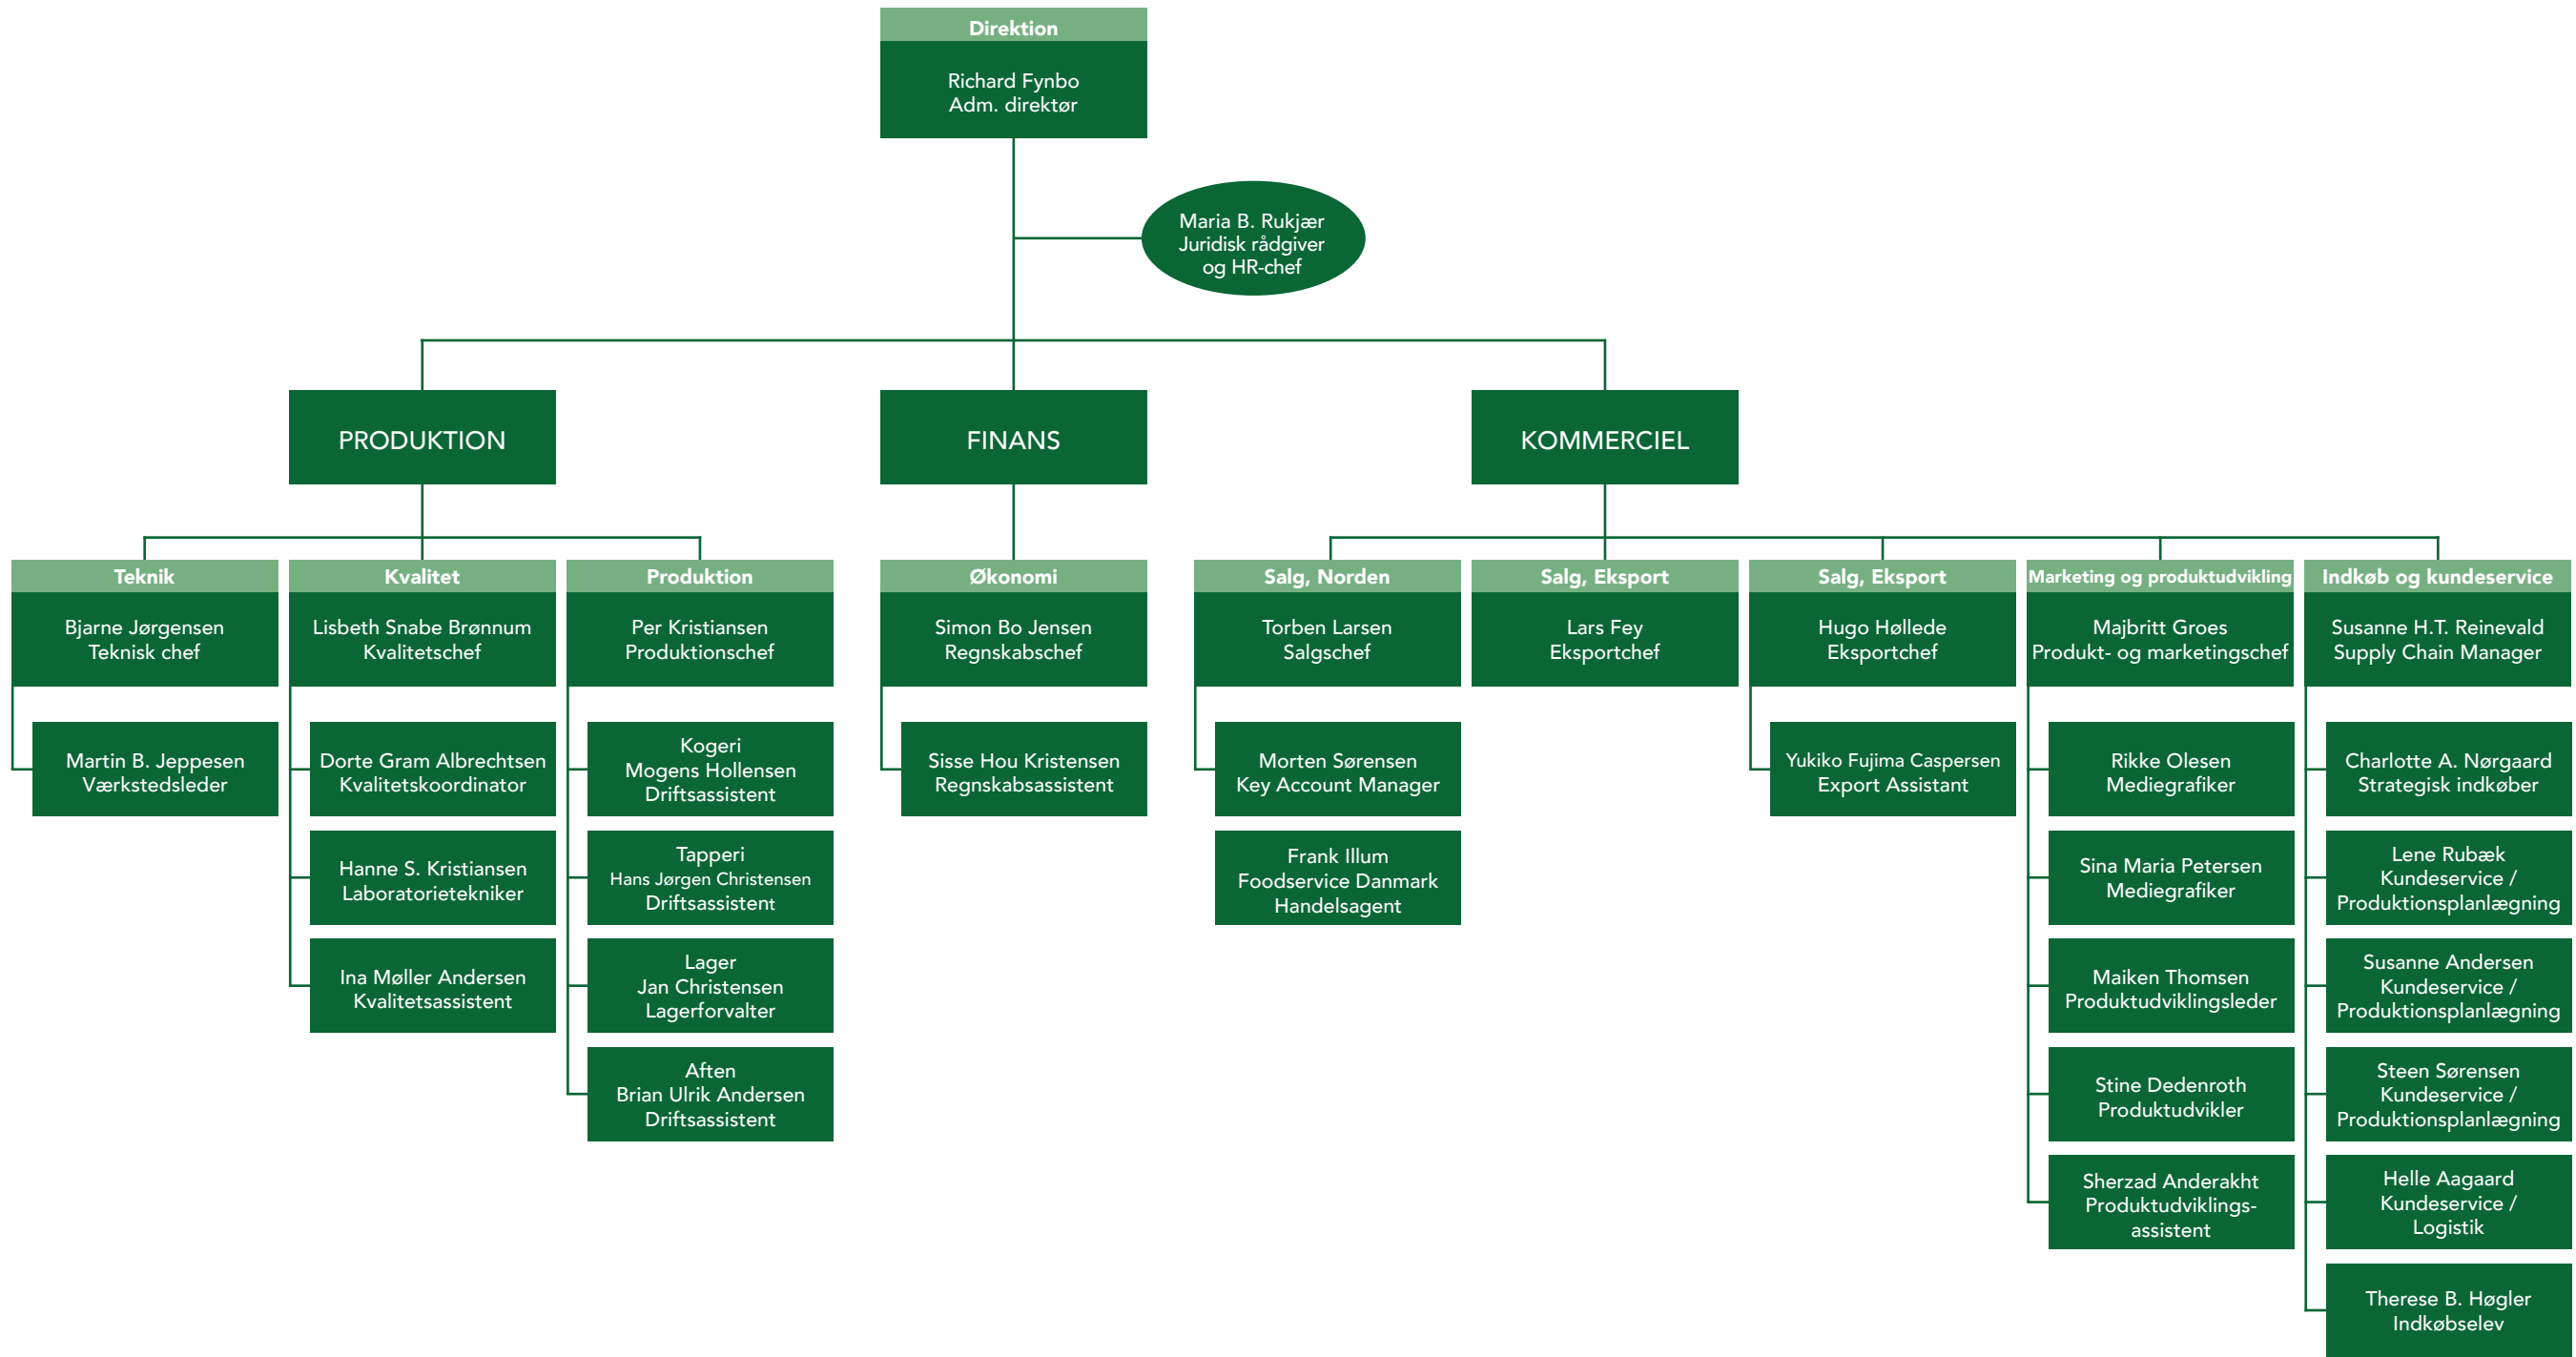 Direktion
Richard Fynbo
Adm. direktør
Maria B. Rukjær
Juridisk rådgiver
og HR-chef
PRODUKTION
FINANS
KOMMERCIEL
Teknik
Bjarne Jørgensen
Teknisk chef
Martin B. Jeppesen
Værkstedsleder
Kvalitet
Lisbeth Snabe Brønnum
Kvalitetschef
Dorte Gram Albrechtsen
Kvalitetskoordinator
Hanne S. Kristiansen
Laboratorietekniker
Ina Møller Andersen
Kvalitetsassistent
Produktion
Per Kristiansen
Produktionschef
Kogeri
Mogens Hollensen
Driftsassistent
Tapperi
Hans Jørgen Christensen
Driftsassistent
Lager
Jan Christensen
Lagerforvalter
Aften
Brian Ulrik Andersen
Driftsassistent
Økonomi
Simon Bo Jensen
Regnskabschef
Sisse Hou Kristensen
Regnskabsassistent
Salg, Norden
Torben Larsen
Salgschef
Morten Sørensen
Key Account Manager
Frank Illum
Foodservice Danmark
Handelsagent
Salg, Eksport
Lars Fey
Eksportchef
Salg, Eksport
Hugo Høllede
Eksportchef
Yukiko Fujima Caspersen
Export Assistant
Marketing og produktudvikling
Majbritt Groes
Produkt- og marketingschef
Rikke Olesen
Mediegrafiker
Sina Maria Petersen
Mediegrafiker
Maiken Thomsen
Produktudviklingsleder
Stine Dedenroth
Produktudvikler
Sherzad Anderakht
Produktudviklings-
assistent
Indkøb og kundeservice
Susanne H.T. Reinevald
Supply Chain Manager
Charlotte A. Nørgaard
Strategisk indkøber
Lene Rubæk
Kundeservice /
Produktionsplanlægning
Susanne Andersen
Kundeservice /
Produktionsplanlægning
Steen Sørensen
Kundeservice /
Produktionsplanlægning
Helle Aagaard
Kundeservice /
Logistik
Therese B. Høgler
Indkøbselev